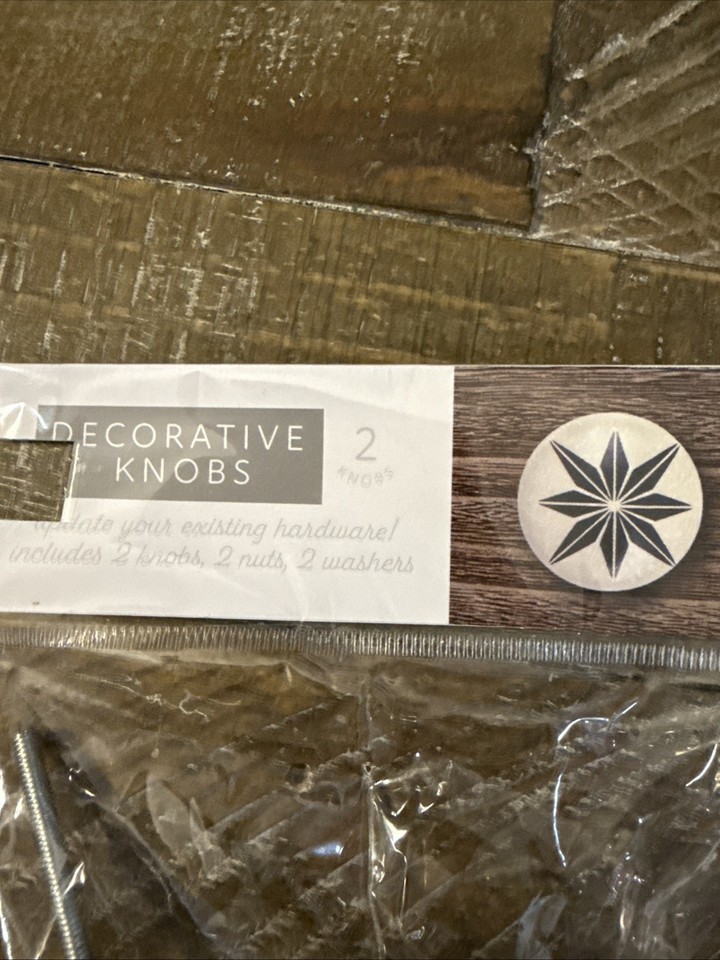 DECORATIVE
KNOBS
2
KNOBS
update your existing hardware!
includes 2 knobs, 2 nuts, 2 washers